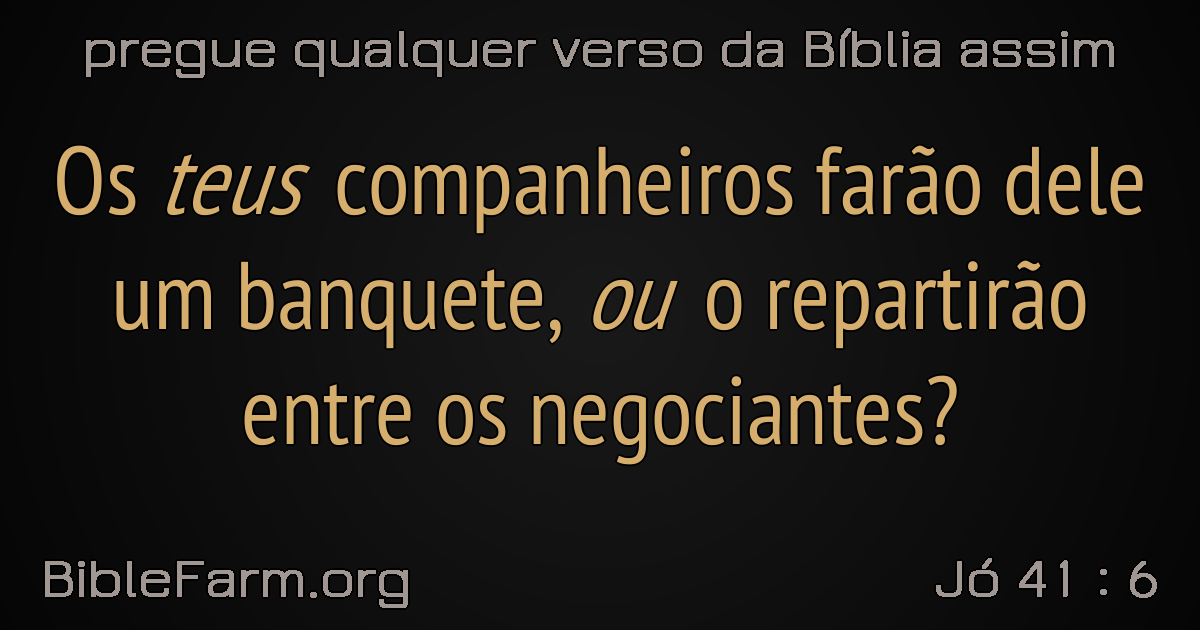 pregue qualquer verso da Bíblia assim
Os teus companheiros farão dele
um banquete, ou o repartirão
entre os negociantes?
BibleFarm.org
Jó 41 : 6